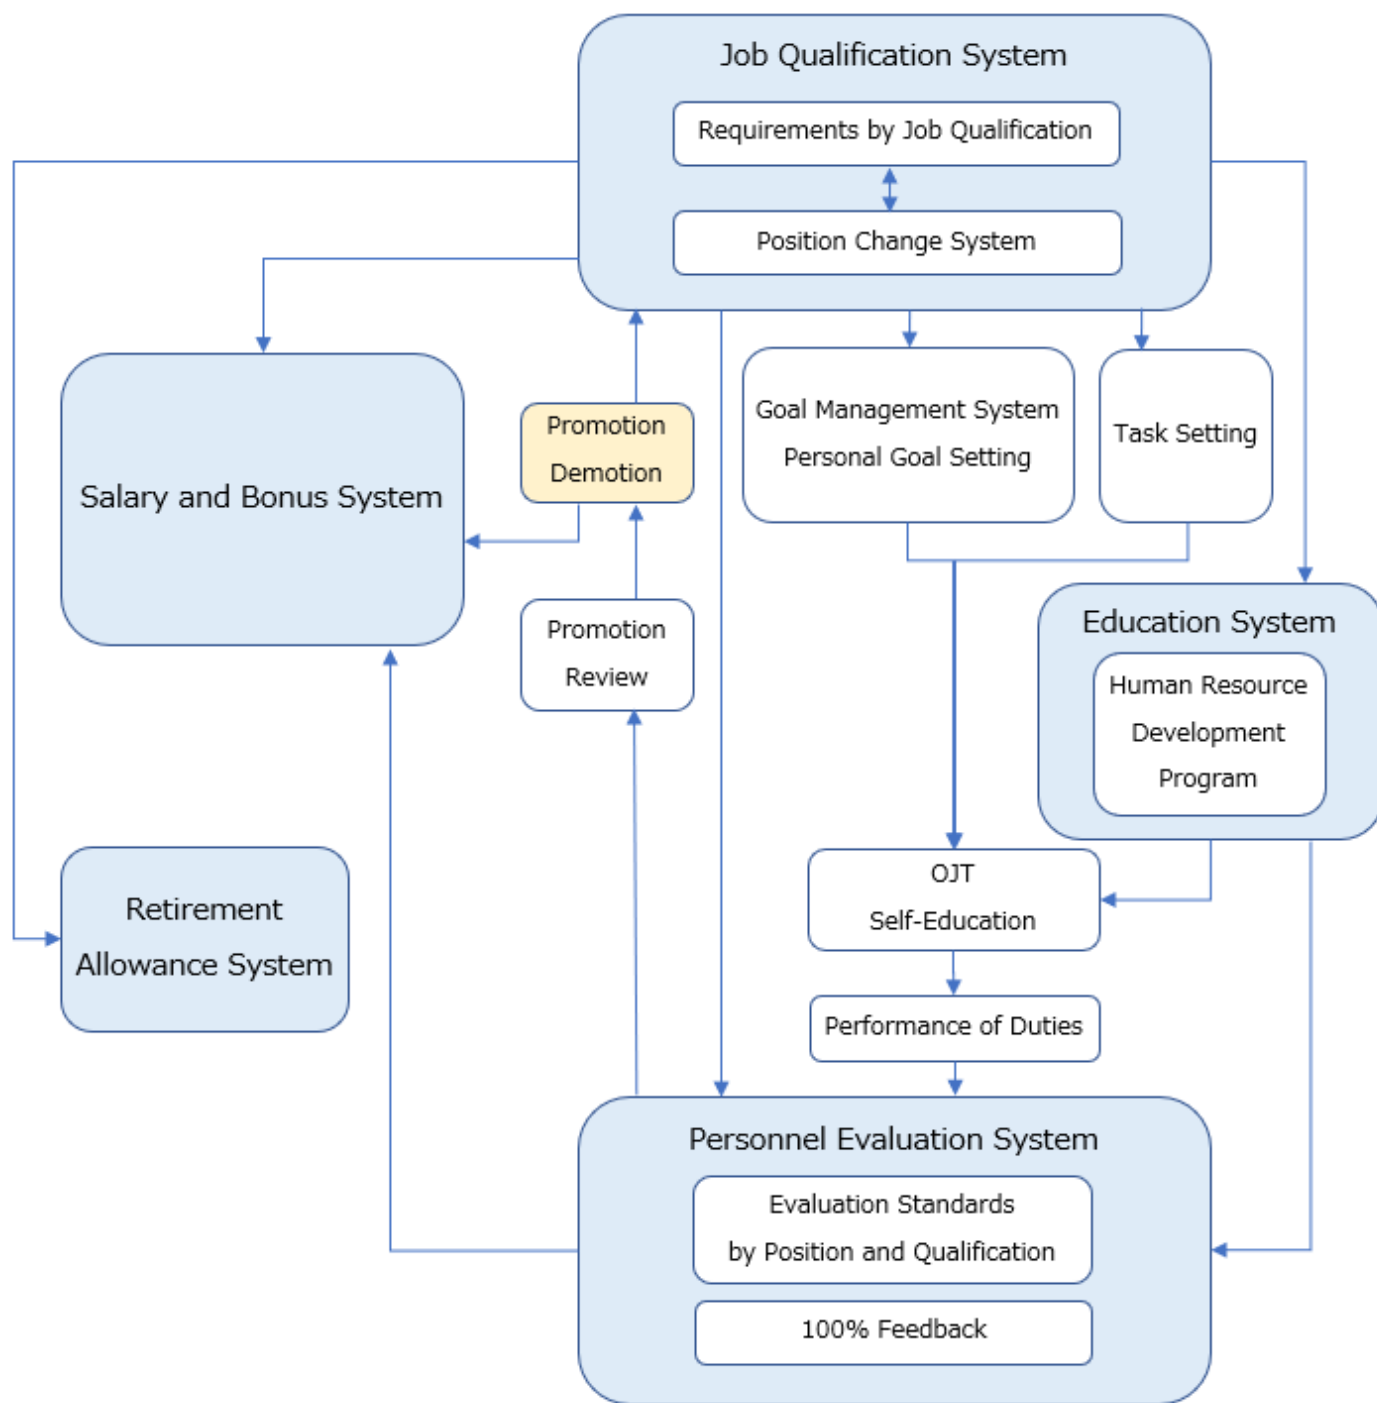 Job Qualification System
Requirements by Job Qualification
Position Change System
Goal Management System
Personal Goal Setting
Task Setting
Promotion
Demotion
Salary and Bonus System
Promotion
Review
Education System
Human Resource
Development
Program
Retirement
Allowance System
OJT
Self-Education
Performance of Duties
Personnel Evaluation System
Evaluation Standards
by Position and Qualification
100% Feedback